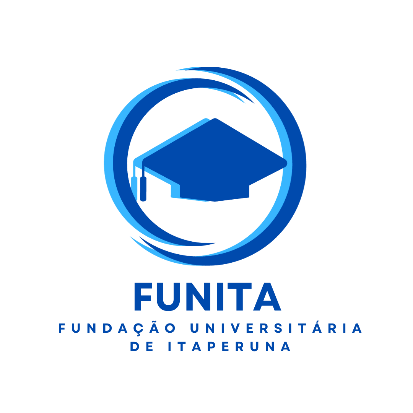 FUNITA
FUNDAÇÃO UNIVERSITÁRIA
DE ITAPERUNA